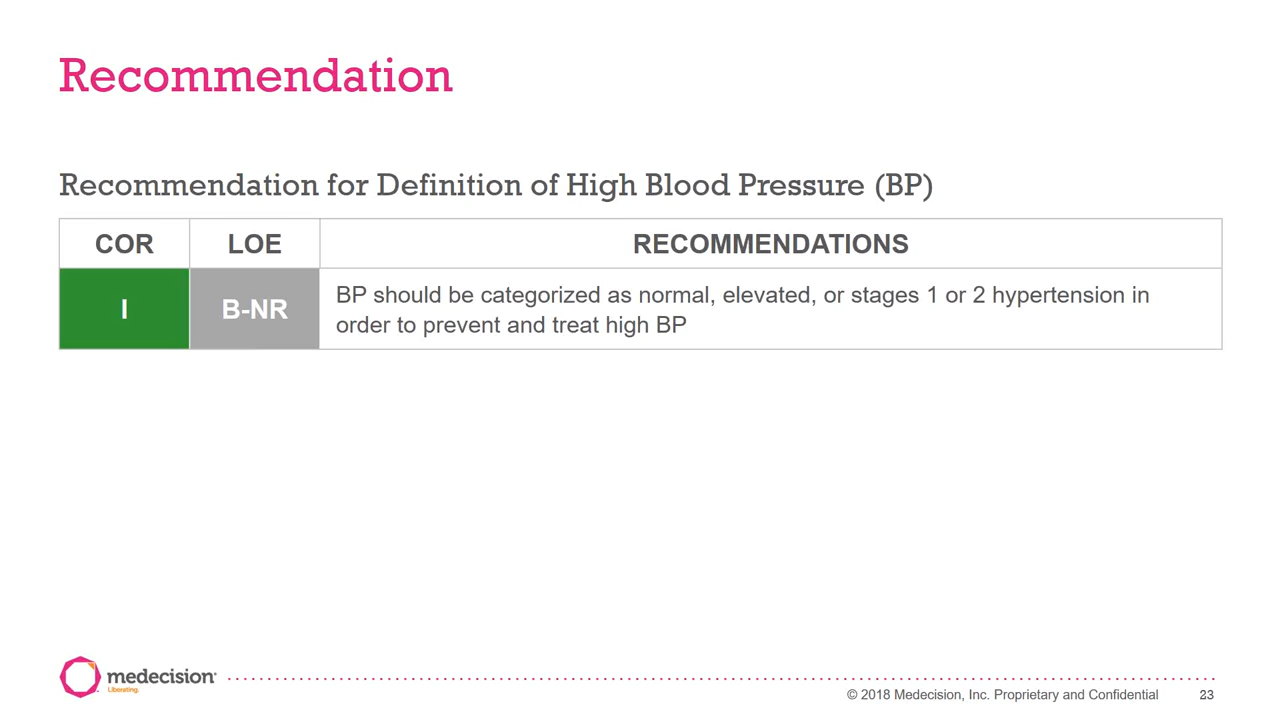 Recommendation
Recommendation for Definition of High Blood Pressure (BP)
COR LOE RECOMMENDATIONS
I B-NR BP should be categorized as normal, elevated, or stages 1 or 2 hypertension in
order to prevent and treat high BP
medecision
Liberating.
© 2018 Medecision, Inc. Proprietary and Confidential 23